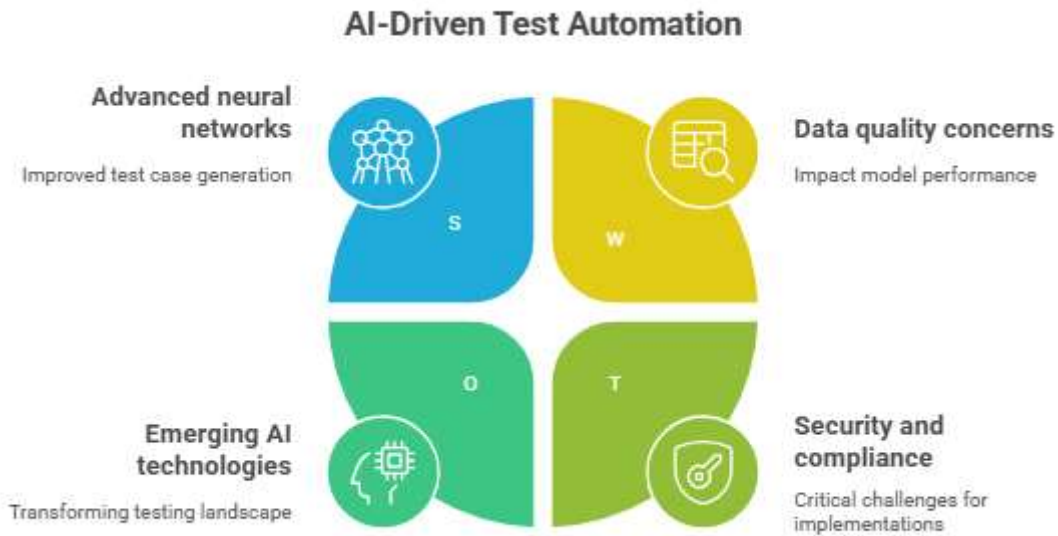 AI-Driven Test Automation
Advanced neural
networks
Improved test case generation
S
W
Data quality concerns
Impact model performance
Emerging AI
technologies
Transforming testing landscape
O
T
Security and
compliance
Critical challenges for
implementations